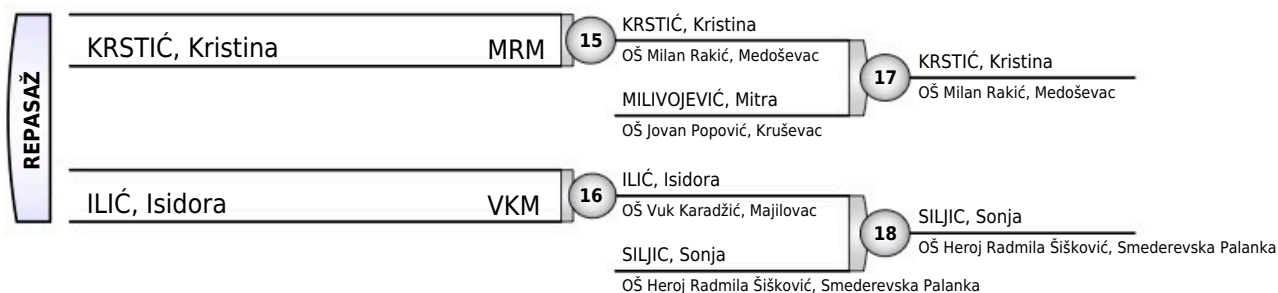 REPASAŽ
KRSTIĆ, Kristina MRM
15
KRSTIĆ, Kristina
OŠ Milan Rakić, Medoševac
MILIVOJEVIĆ, Mitra
OŠ Jovan Popović, Kruševac
17
KRSTIĆ, Kristina
OŠ Milan Rakić, Medoševac
ILIĆ, Isidora VKM
16
ILIĆ, Isidora
OŠ Vuk Karadžić, Majilovac
SILJIC, Sonja
OŠ Heroj Radmila Šišković, Smederevska Palanka
18
SILJIC, Sonja
OŠ Heroj Radmila Šišković, Smederevska Palanka